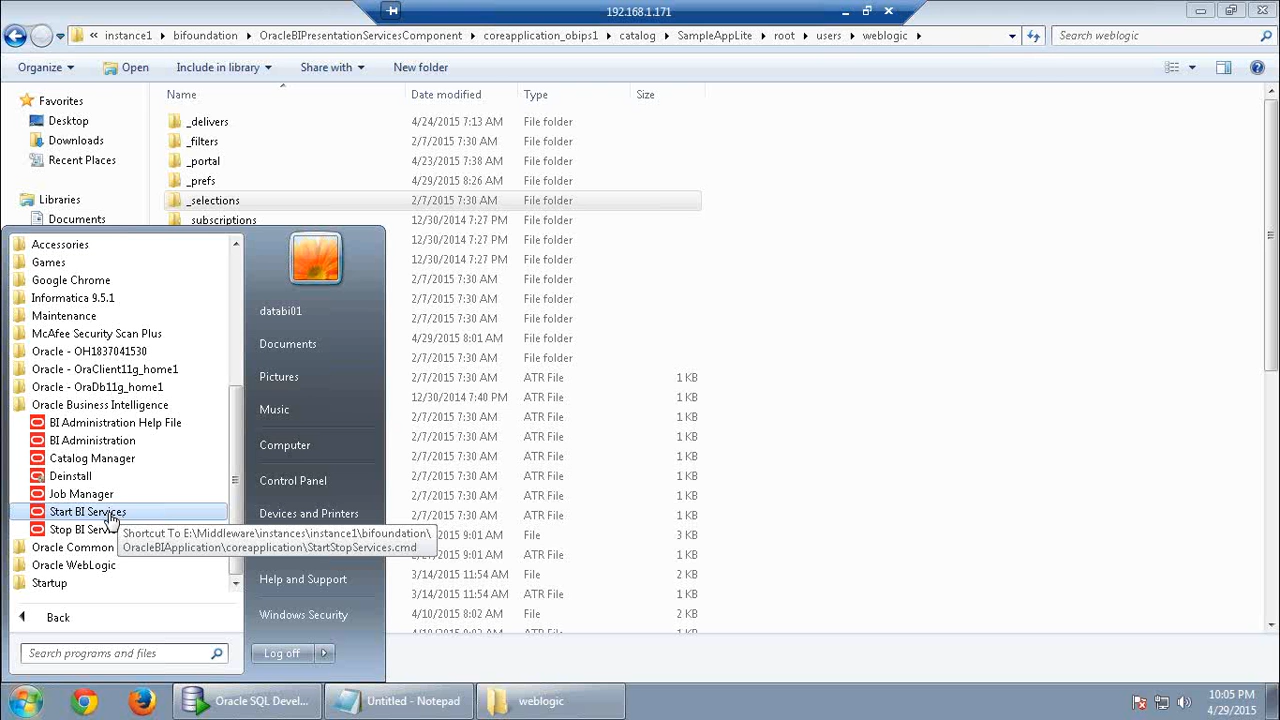 192.168.1.171
« instance1 ▸ bifoundation ▸ OracleBIPresentationServicesComponent ▸ coreapplication_obips1 ▸ catalog ▸ SampleAppLite ▸ root ▸ users ▸ weblogic ▸
Search weblogic
Organize Open Include in library Share with New folder
Name Date modified Type Size
Favorites
Desktop
Downloads
Recent Places
Libraries
Documents
_delivers 4/24/2015 7:13 AM File folder
_filters 2/7/2015 7:30 AM File folder
_portal 4/23/2015 7:38 AM File folder
_prefs 4/29/2015 8:26 AM File folder
_selections 2/7/2015 7:30 AM File folder
_subscriptions 12/30/2014 7:27 PM File folder
12/30/2014 7:27 PM File folder
12/30/2014 7:27 PM File folder
2/7/2015 7:30 AM File folder
2/7/2015 7:30 AM File folder
2/7/2015 7:30 AM File folder
4/29/2015 8:01 AM File folder
2/7/2015 7:30 AM File folder
2/7/2015 7:30 AM ATR File 1 KB
12/30/2014 7:40 PM ATR File 1 KB
2/7/2015 7:30 AM ATR File 1 KB
2/7/2015 7:30 AM ATR File 1 KB
2/7/2015 7:30 AM ATR File 1 KB
2/7/2015 7:30 AM ATR File 1 KB
2/7/2015 7:30 AM ATR File 1 KB
2/7/2015 7:30 AM ATR File 1 KB
File 3 KB
ATR File 1 KB
3/14/2015 11:54 AM File 2 KB
3/14/2015 11:54 AM ATR File 1 KB
4/10/2015 8:02 AM File 2 KB
ATR File 1 KB
Accessories
Games
Google Chrome
Informatica 9.5.1
Maintenance
McAfee Security Scan Plus
Oracle - OH1837041530
Oracle - OraClient11g_home1
Oracle - OraDb11g_home1
Oracle Business Intelligence
BI Administration Help File
BI Administration
Catalog Manager
Deinstall
Job Manager
Start BI Services
Stop BI
Oracle Common
Oracle WebLogic
Startup
Back
Search programs and files
databi01
Documents
Pictures
Music
Computer
Control Panel
Devices and Printers
Shortcut To E:\Middleware\instances\instance1\bifoundation\
OracleBIApplication\coreapplication\StartStopServices.cmd
Help and Support
Windows Security
Log off
Oracle SQL Devel...
Untitled - Notepad
weblogic
10:05 PM
4/29/2015